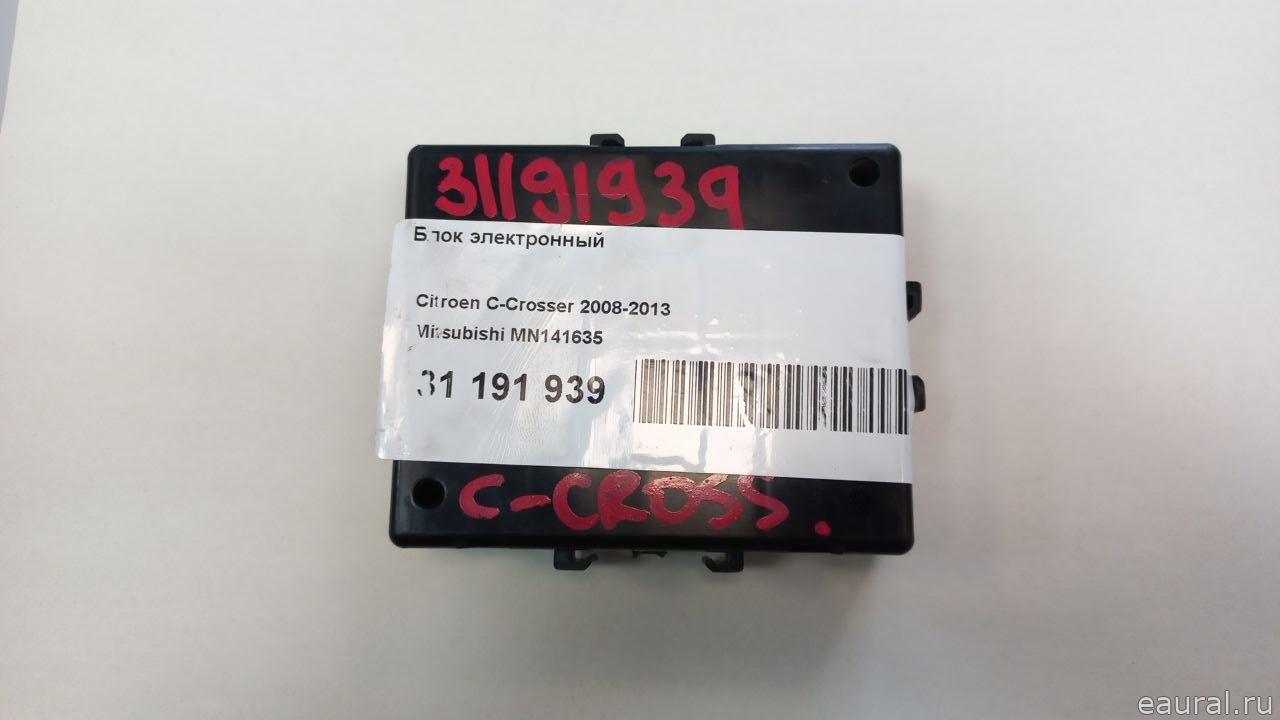 31191939
Блок электронный
Citroen C-Crosser 2008-2013
Mitsubishi MN141635
31 191 939
C-CROSS.
eaural.ru